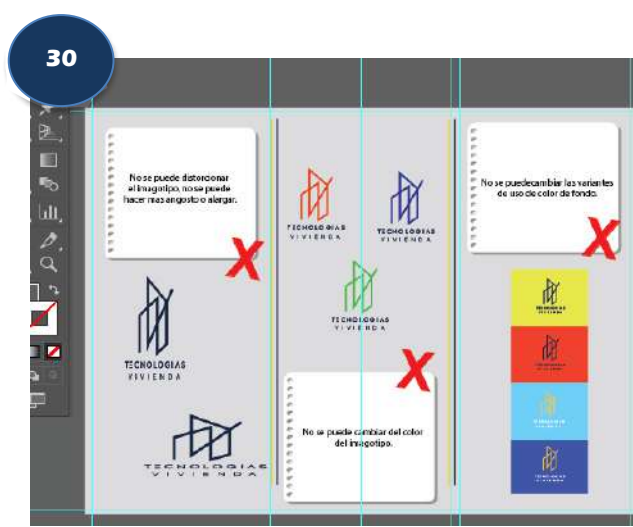 30
No se puede distorcionar
el imagotipo, no se puede
hacer mas angosto o alargar.
TECNOLOGIAS
VIVIENDA
TECNOLOGIAS
VIVIENDA
TECNOLOGIAS
VIVIENDA
TECNOLOGIAS
VIVIENDA
TECNOLOGIAS
VIVIENDA
No se puede cambiar del color
del imagotipo.
No se puedecambiar las variantes
de uso de color de fondo.